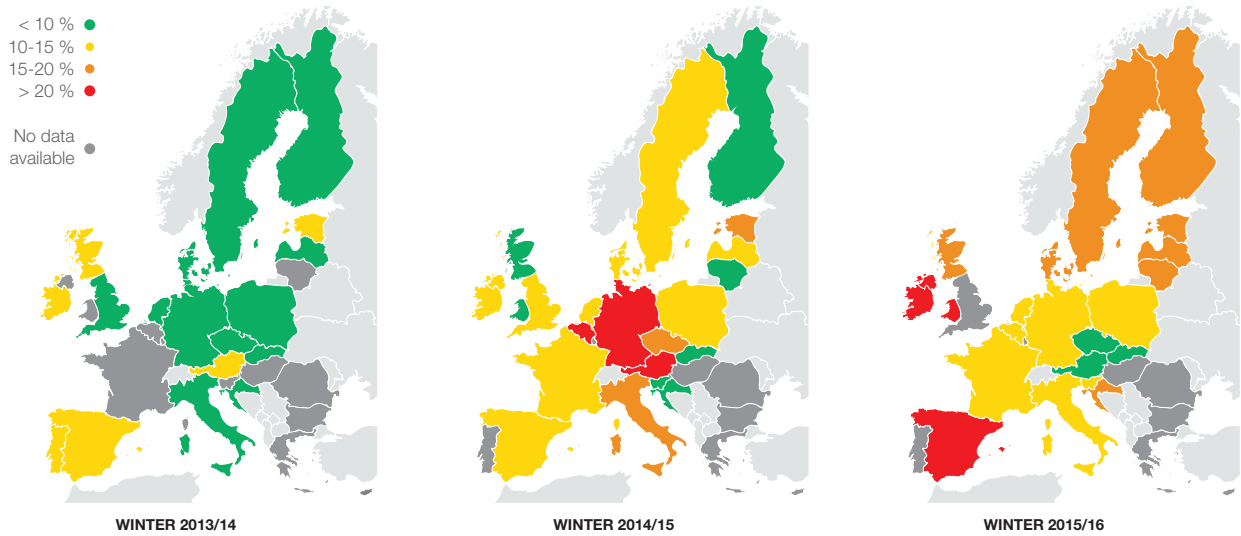 < 10 %
10-15 %
15-20 %
> 20 %
No data
available
WINTER 2013/14
WINTER 2014/15
WINTER 2015/16